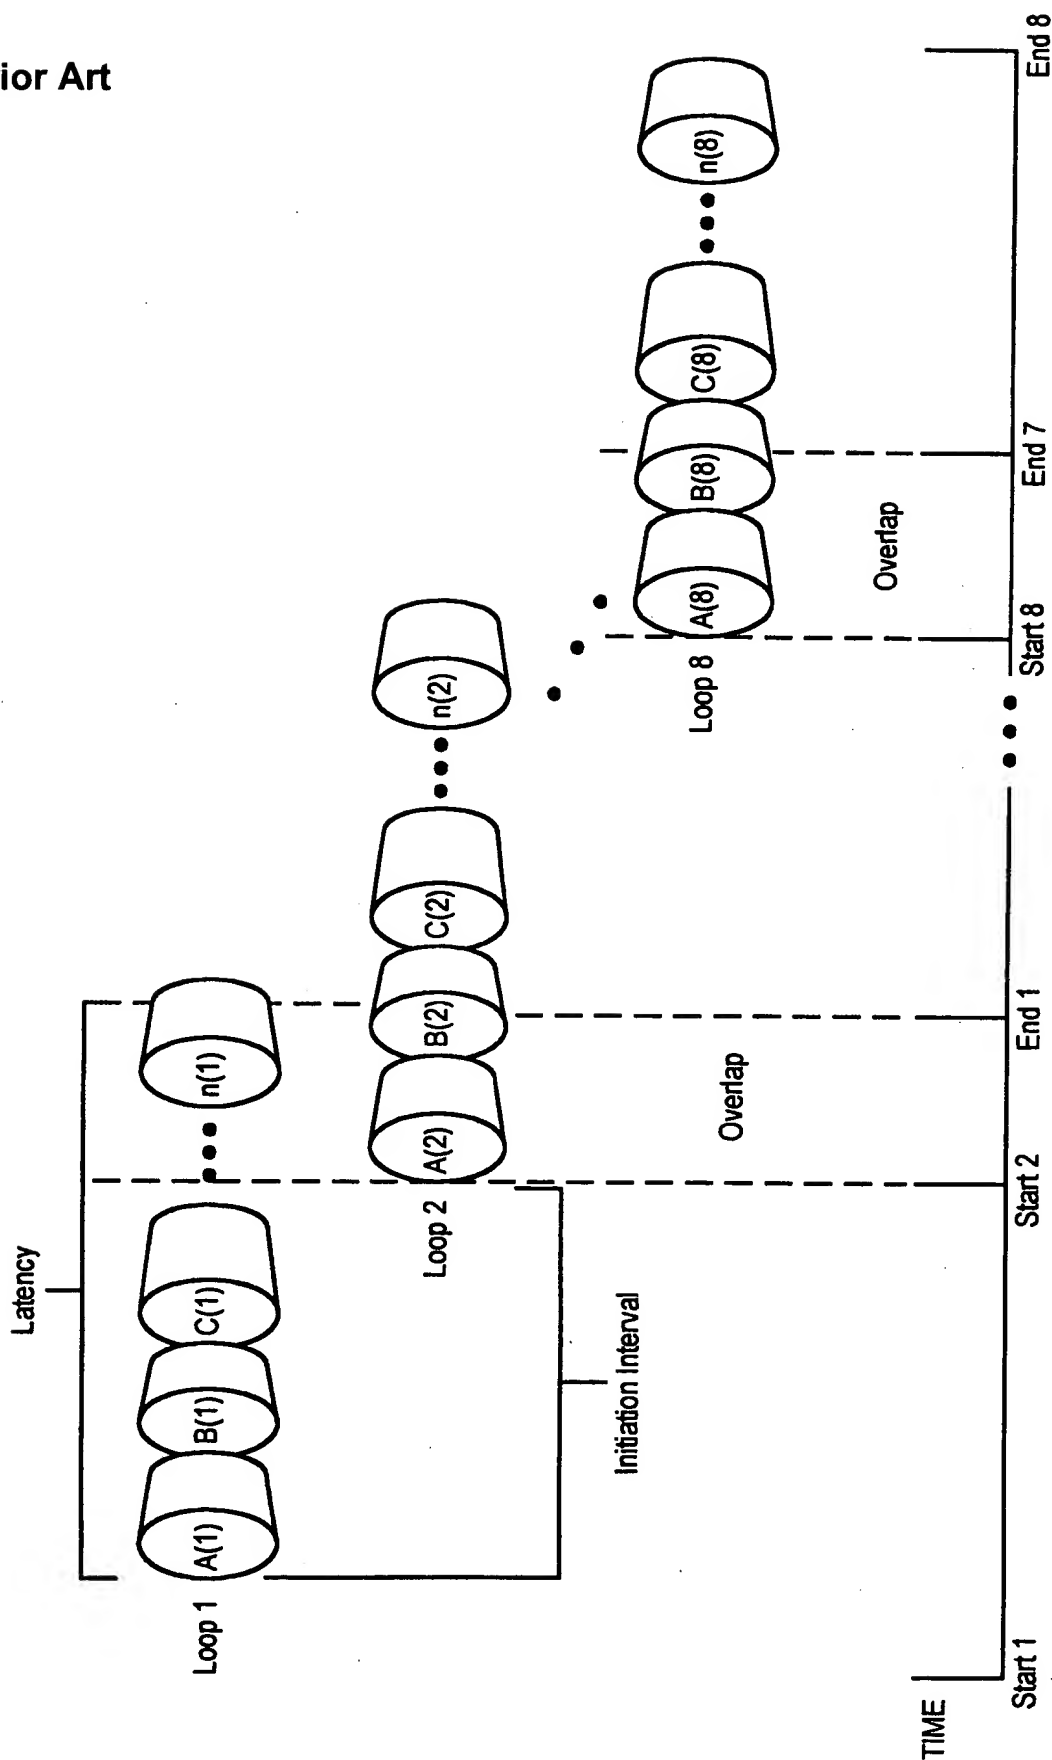 ior Art
Latency
Loop 1
A(1)
B(1)
C(1)
n(1)
Loop 2
A(2)
B(2)
C(2)
n(2)
Initiation Interval
Loop 8
A(8)
B(8)
C(8)
n(8)
Overlap
Overlap
TIME
Start 1
Start 2
End 1
Start 8
End 7
End 8